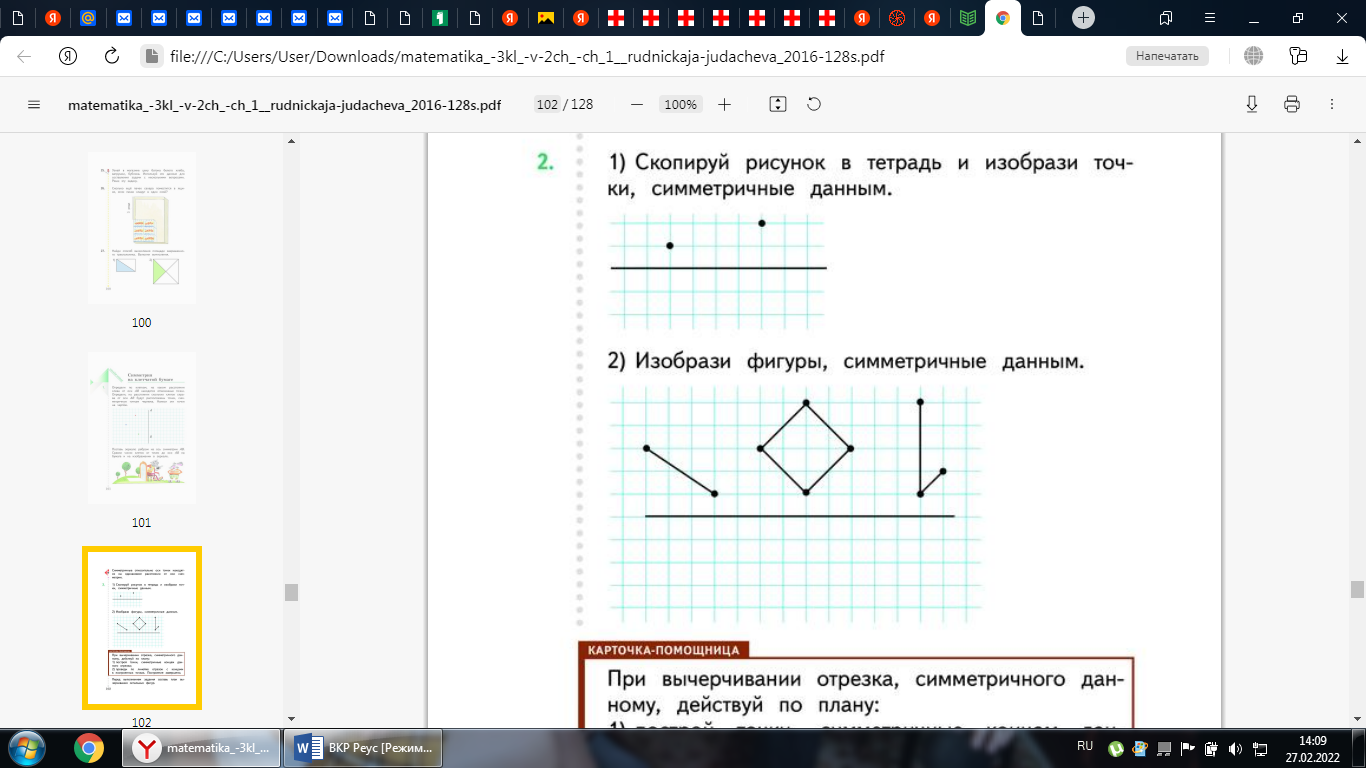 file:///C:/Users/User/Downloads/matematika_-3kl_-v-2ch_-ch_1__rudnickaja-judacheva_2016-128s.pdf
Напечатать
matematika_-3kl_-v-2ch_-ch_1__rudnickaja-judacheva_2016-128s.pdf
102 / 128
100%
100
101
102
2. 1) Скопируй рисунок в тетрадь и изобрази точ-
ки, симметричные данным.
2) Изобрази фигуры, симметричные данным.
КАРТОЧКА-ПОМОЩНИЦА
При вычерчивании отрезка, симметричного дан-
ному, действуй по плану:
matematika_-3kl_-...
ВКР Реус [Режим...
RU
14:09
27.02.2022